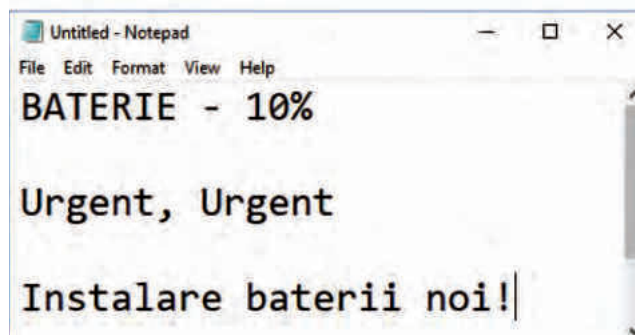 Untitled - Notepad
File Edit Format View Help
BATERIE - 10%
Urgent, Urgent
Instalare baterii noi!